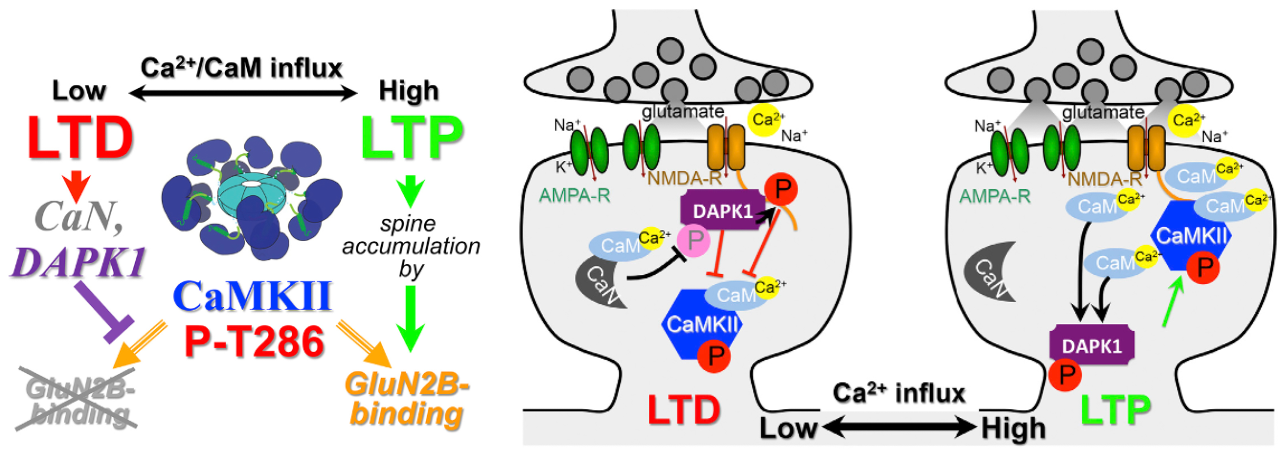 Ca²⁺/CaM influx
Low
High
LTD
LTP
CaN,
DAPK1
spine
accumulation
by
CaMKII
P-T286
GluN2B-
binding
GluN2B-
binding
glutamate
Ca²⁺
Na⁺
Na⁺
K⁺
AMPA-R
NMDA-R
P
DAPK1
P
CaM
Ca²⁺
CaN
CaM
Ca²⁺
CaMKII
P
LTD
glutamate
Ca²⁺
Na⁺
Na⁺
K⁺
AMPA-R
NMDA-R
CaM
Ca²⁺
CaM
Ca²⁺
CaM
Ca²⁺
CaMKII
P
CaN
CaM
Ca²⁺
DAPK1
P
LTP
Ca²⁺ influx
Low
High